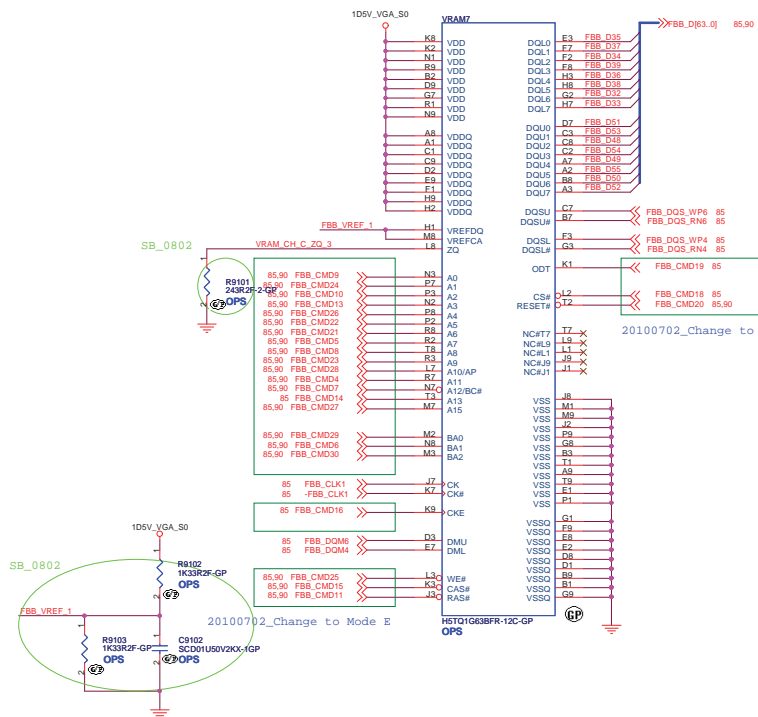 1D5V_VGA_S0
VRAM7
FBB_D[63..0] 85,90
K8 VDD DQL0 E3 FBB_D35
K2 VDD DQL1 F7 FBB_D37
N1 VDD DQL2 F2 FBB_D34
R9 VDD DQL3 F8 FBB_D39
B2 VDD DQL4 H3 FBB_D36
D9 VDD DQL5 H8 FBB_D38
G7 VDD DQL6 G2 FBB_D32
R1 VDD DQL7 H7 FBB_D33
N9 VDD
A8 VDDQ DQU0 D7 FBB_D51
A1 VDDQ DQU1 C3 FBB_D53
C1 VDDQ DQU2 C8 FBB_D48
C9 VDDQ DQU3 C2 FBB_D54
D2 VDDQ DQU4 A7 FBB_D49
E9 VDDQ DQU5 A2 FBB_D55
F1 VDDQ DQU6 B8 FBB_D50
H9 VDDQ DQU7 A3 FBB_D52
H2 VDDQ
DQSU C7 FBB_DQS_WP6 85
DQSU# B7 FBB_DQS_RN6 85
FBB_VREF_1 H1 VREFDQ
M8 VREFCA DQSL F3 FBB_DQS_WP4 85
SB_0802 VRAM_CH_C_ZQ_3 L8 ZQ DQSL# G3 FBB_DQS_RN4 85
ODT K1 FBB_CMD19 85
1 R9101
243R2F-2-GP
OPS
2 GP
85,90 FBB_CMD9 N3 A0
85,90 FBB_CMD24 P7 A1
85,90 FBB_CMD10 P3 A2 CS# L2 FBB_CMD18 85
85,90 FBB_CMD13 N2 A3 RESET# T2 FBB_CMD20 85,90
85,90 FBB_CMD26 P8 A4
85,90 FBB_CMD22 P2 A5
20100702_Change to
85,90 FBB_CMD21 R8 A6 NC#T7 T7
85,90 FBB_CMD5 R2 A7 NC#L9 L9
85,90 FBB_CMD8 T8 A8 NC#L1 L1
85,90 FBB_CMD23 R3 A9 NC#J9 J9
85,90 FBB_CMD28 L7 A10/AP NC#J1 J1
85,90 FBB_CMD4 R7 A11
85,90 FBB_CMD7 N7 A12/BC#
85 FBB_CMD14 T3 A13 VSS J8
85,90 FBB_CMD27 M7 A15 VSS M1
VSS M9
VSS J2
85,90 FBB_CMD29 M2 BA0 VSS P9
85,90 FBB_CMD6 N8 BA1 VSS G8
85,90 FBB_CMD30 M3 BA2 VSS B3
VSS T1
VSS A9
85 FBB_CLK1 J7 CK VSS T9
85 -FBB_CLK1 K7 CK# VSS E1
VSS P1
85 FBB_CMD16 K9 CKE
VSSQ G1
VSSQ F9
85 FBB_DQM6 D3 DMU VSSQ E8
85 FBB_DQM4 E7 DML VSSQ E2
VSSQ D8
VSSQ D1
85,90 FBB_CMD25 L3 WE# VSSQ B9
85,90 FBB_CMD15 K3 CAS# VSSQ B1
85,90 FBB_CMD11 J3 RAS# VSSQ G9
20100702_Change to Mode E
H5TQ1G63BFR-12C-GP
OPS
GP
1D5V_VGA_S0
SB_0802
1 R9102
1K33R2F-GP
OPS
2 GP
FBB_VREF_1
1 R9103
1K33R2F-GP
OPS
2 GP
1 C9102
SCD01U50V2KX-1GP
OPS
2 GP